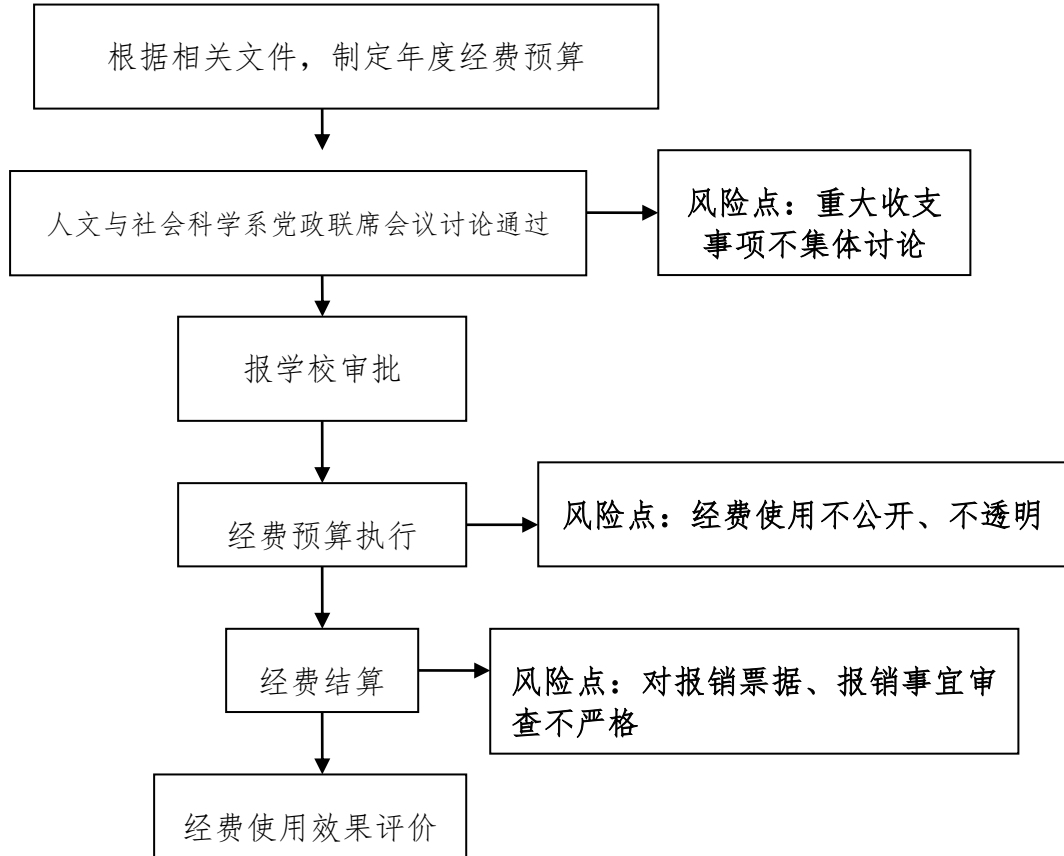 根据相关文件，制定年度经费预算
人文与社会科学系党政联席会议讨论通过
风险点：重大收支
事项不集体讨论
报学校审批
经费预算执行
风险点：经费使用不公开、不透明
经费结算
风险点：对报销票据、报销事宜审
查不严格
经费使用效果评价